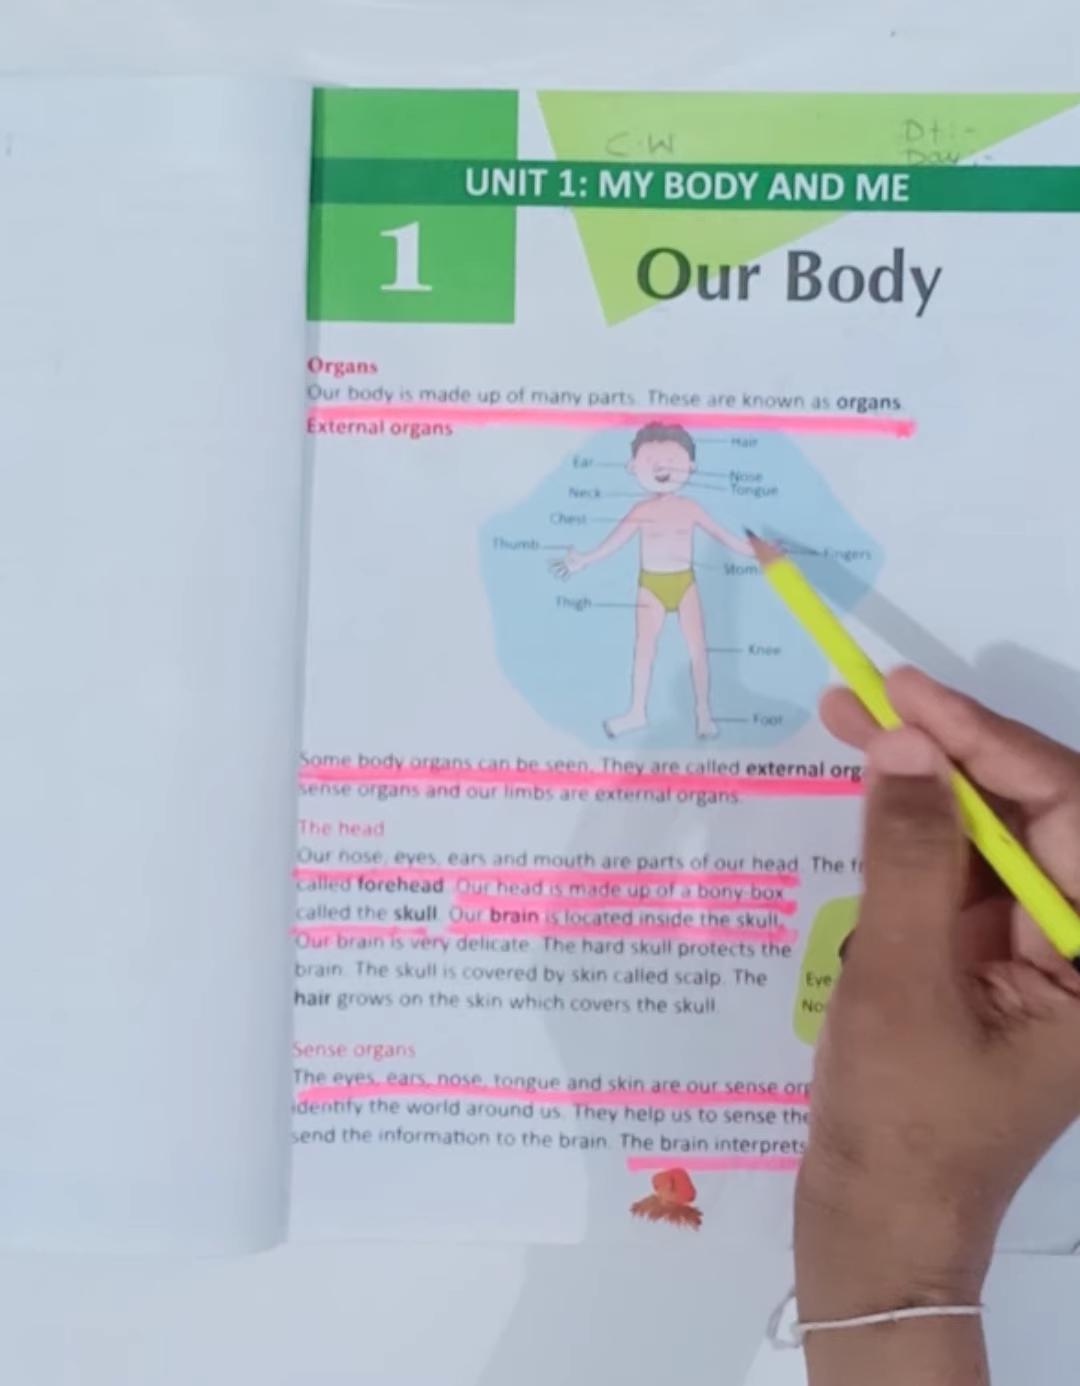 C.W
Dt:-
Day:-
UNIT 1: MY BODY AND ME
1
Our Body
Organs
Our body is made up of many parts. These are known as organs.
External organs
Hair
Ear
Nose
Neck
Tongue
Chest
Thumb
Fingers
Stom
Thigh
Knee
Foot
Some body organs can be seen. They are called external org
sense organs and our limbs are external organs.
The head
Our nose, eyes, ears and mouth are parts of our head. The fr
called forehead. Our head is made up of a bony box
called the skull. Our brain is located inside the skull.
Our brain is very delicate. The hard skull protects the
brain. The skull is covered by skin called scalp. The
hair grows on the skin which covers the skull.
Eye
No
Sense organs
The eyes, ears, nose, tongue and skin are our sense org
identify the world around us. They help us to sense the
send the information to the brain. The brain interprets
1